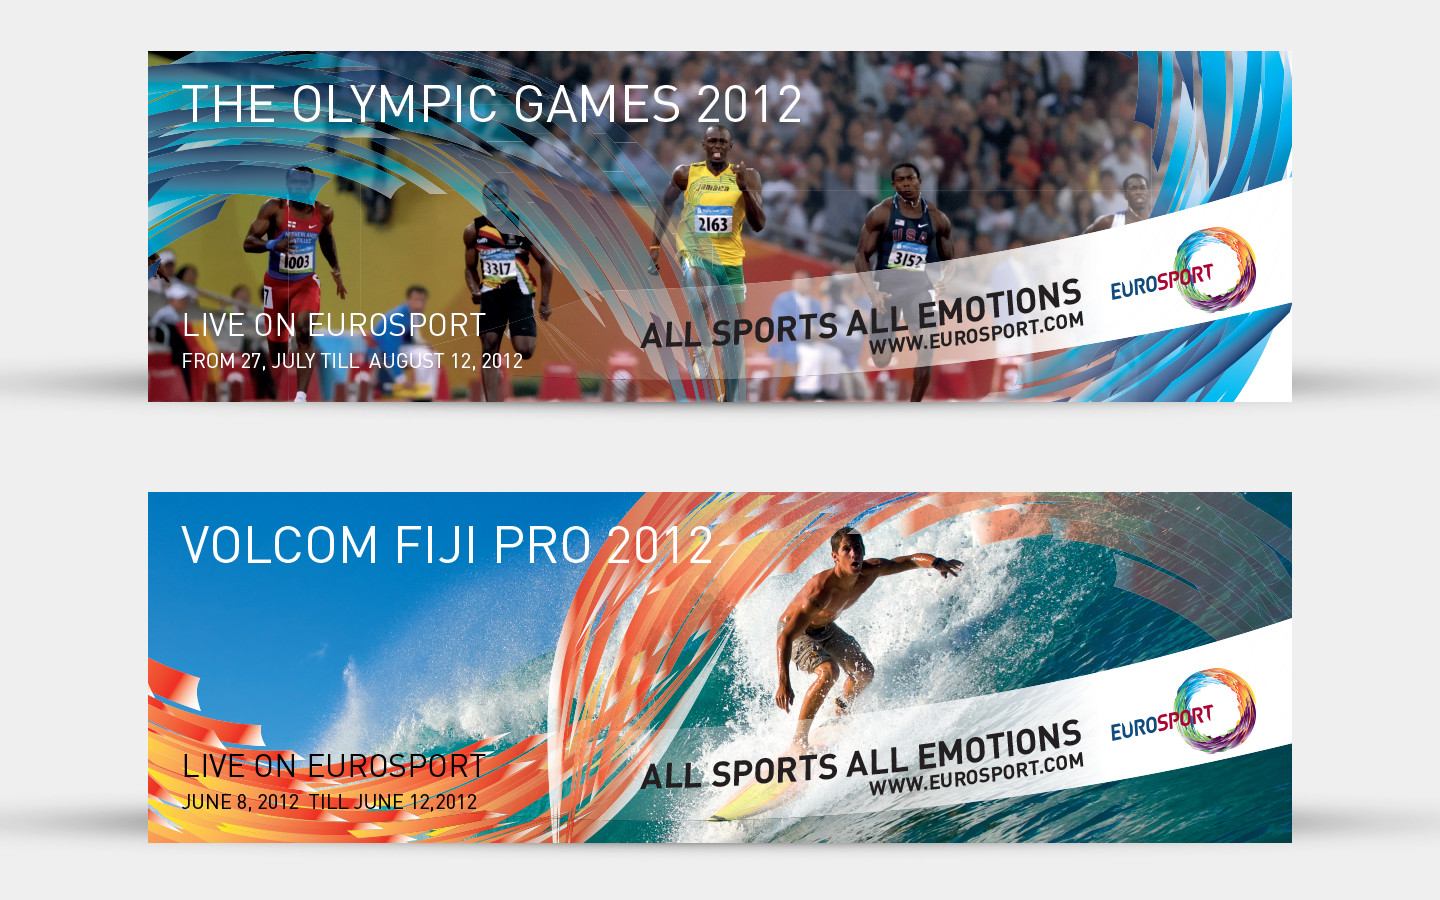 THE OLYMPIC GAMES 2012
jamaica
2163
USA
3152
NETHERLANDS
ANTILLES
1003
3317
LIVE ON EUROSPORT
FROM 27, JULY TILL AUGUST 12, 2012
ALL SPORTS ALL EMOTIONS
WWW.EUROSPORT.COM
EUROSPORT
VOLCOM FIJI PRO 2012
LIVE ON EUROSPORT
JUNE 8, 2012 TILL JUNE 12,2012
ALL SPORTS ALL EMOTIONS
WWW.EUROSPORT.COM
EUROSPORT